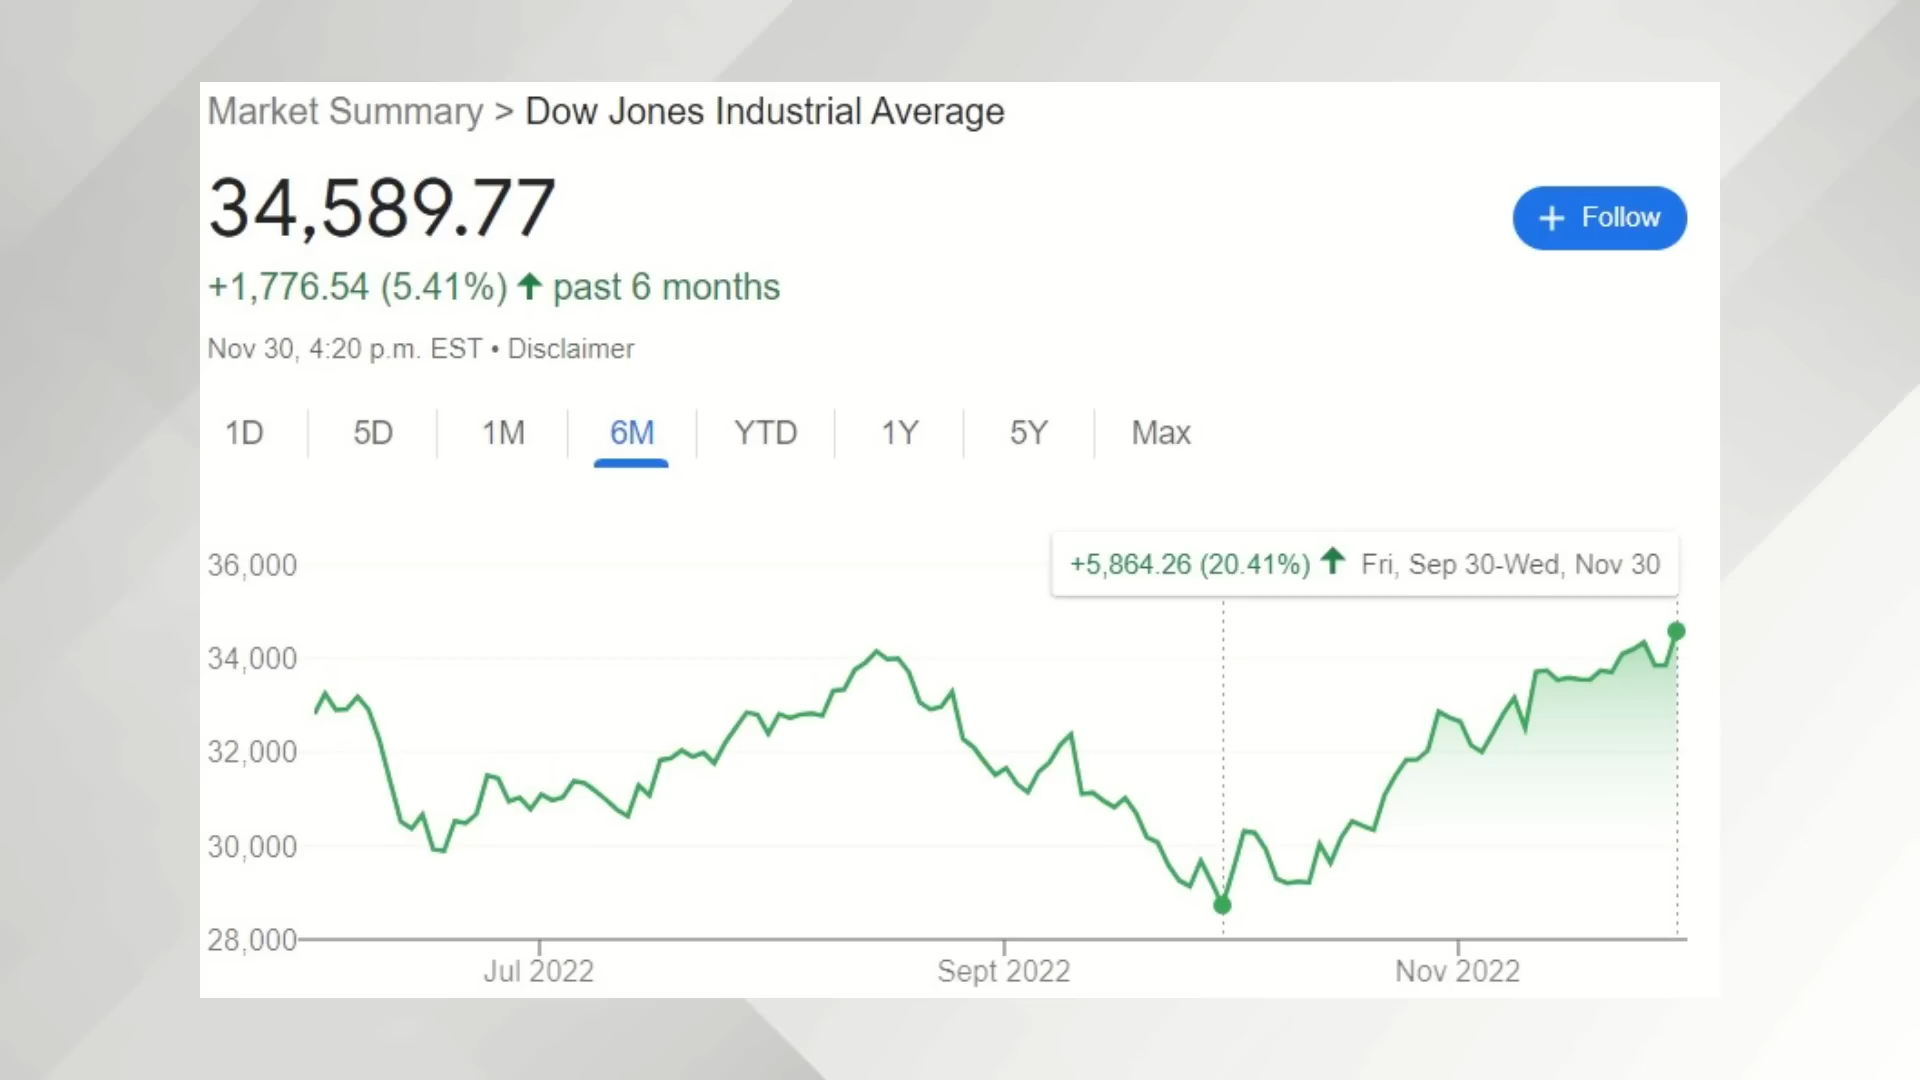 Market Summary > Dow Jones Industrial Average
34,589.77
+ Follow
+1,776.54 (5.41%) ↑ past 6 months
Nov 30, 4:20 p.m. EST • Disclaimer
1D 5D 1M 6M YTD 1Y 5Y Max
+5,864.26 (20.41%) ↑ Fri, Sep 30-Wed, Nov 30
36,000
34,000
32,000
30,000
28,000
Jul 2022 Sept 2022 Nov 2022